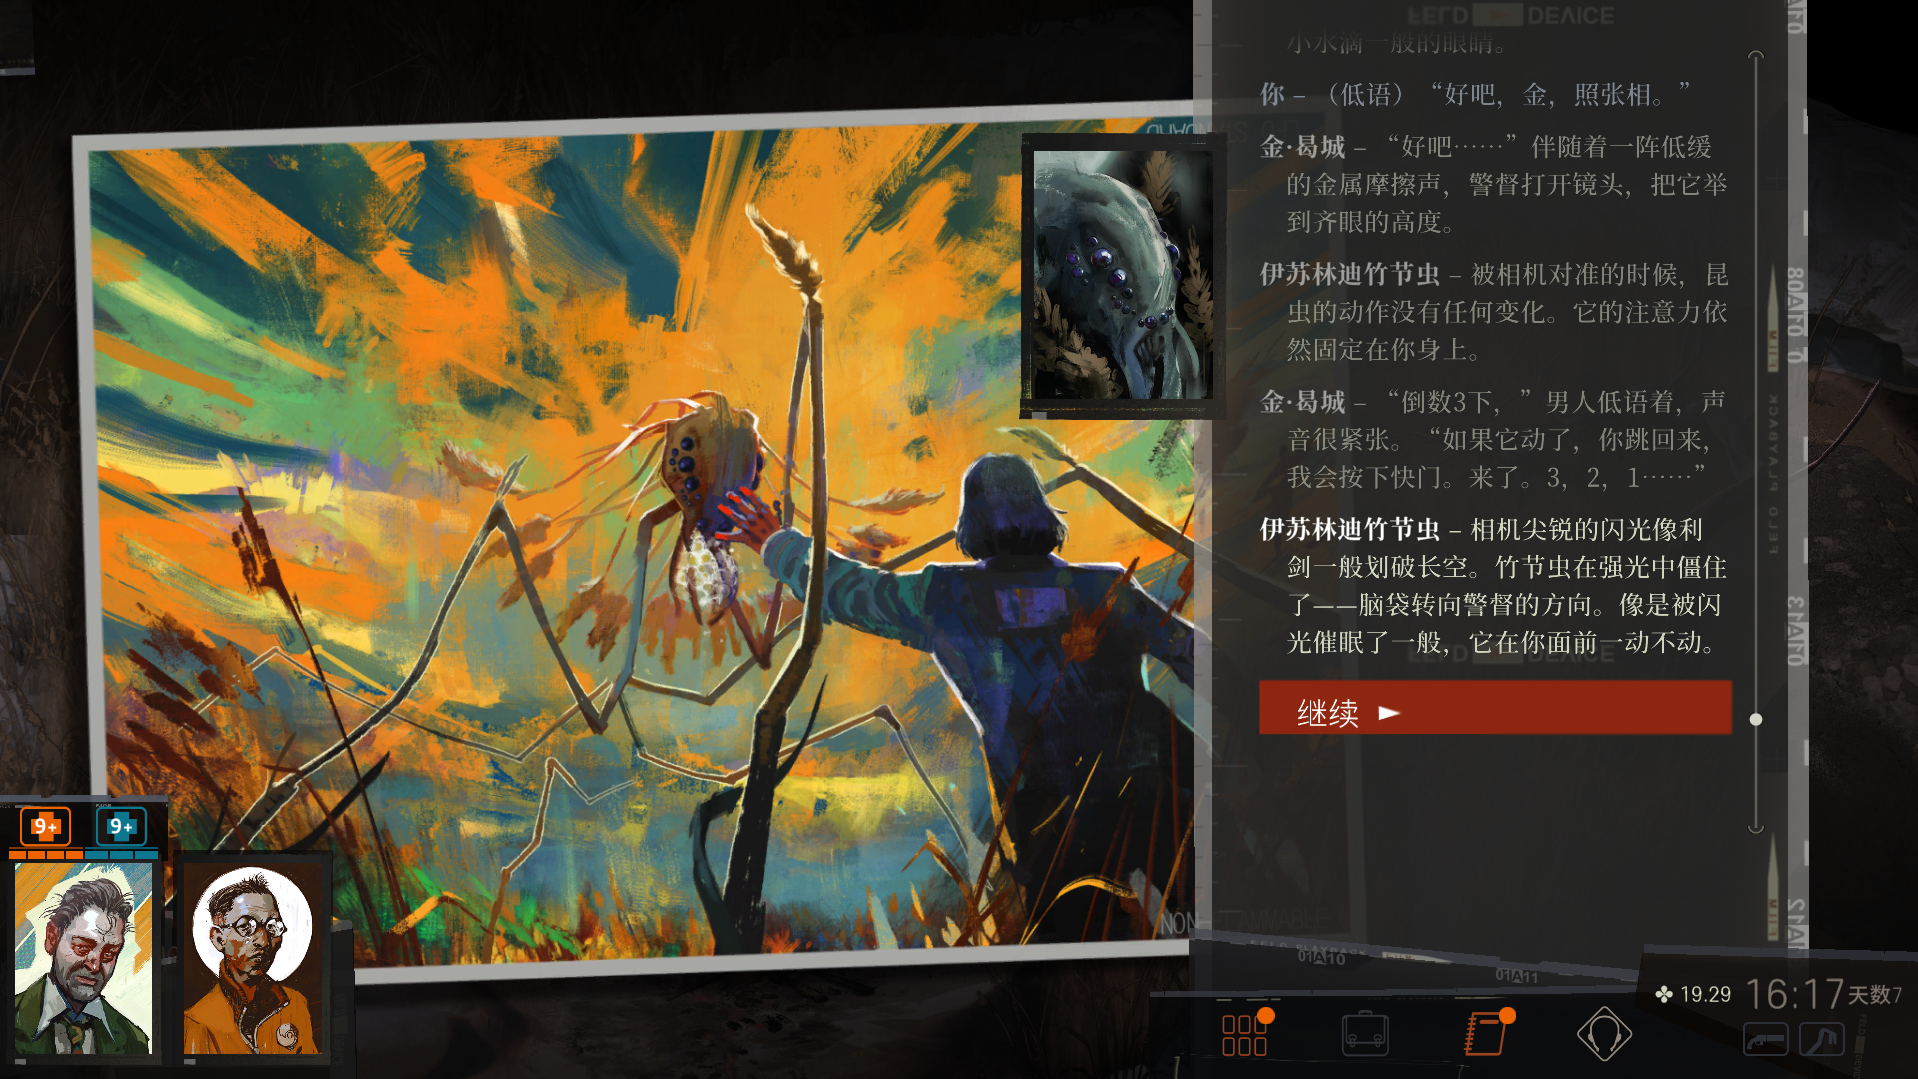 小水滴一般的眼睛。
你 – （低语）“好吧，金，照张相。”
金·曷城 – “好吧……”伴随着一阵低缓
的金属摩擦声，警督打开镜头，把它举
到齐眼的高度。
伊苏林迪竹节虫 – 被相机对准的时候，昆
虫的动作没有任何变化。它的注意力依
然固定在你身上。
金·曷城 – “倒数3下，”男人低语着，声
音很紧张。“如果它动了，你跳回来，
我会按下快门。来了。3，2，1……”
伊苏林迪竹节虫 – 相机尖锐的闪光像利
剑一般划破长空。竹节虫在强光中僵住
了——脑袋转向警督的方向。像是被闪
光催眠了一般，它在你面前一动不动。
继续
9+ 9+
01A10
01A11
19.29 16:17 天数7